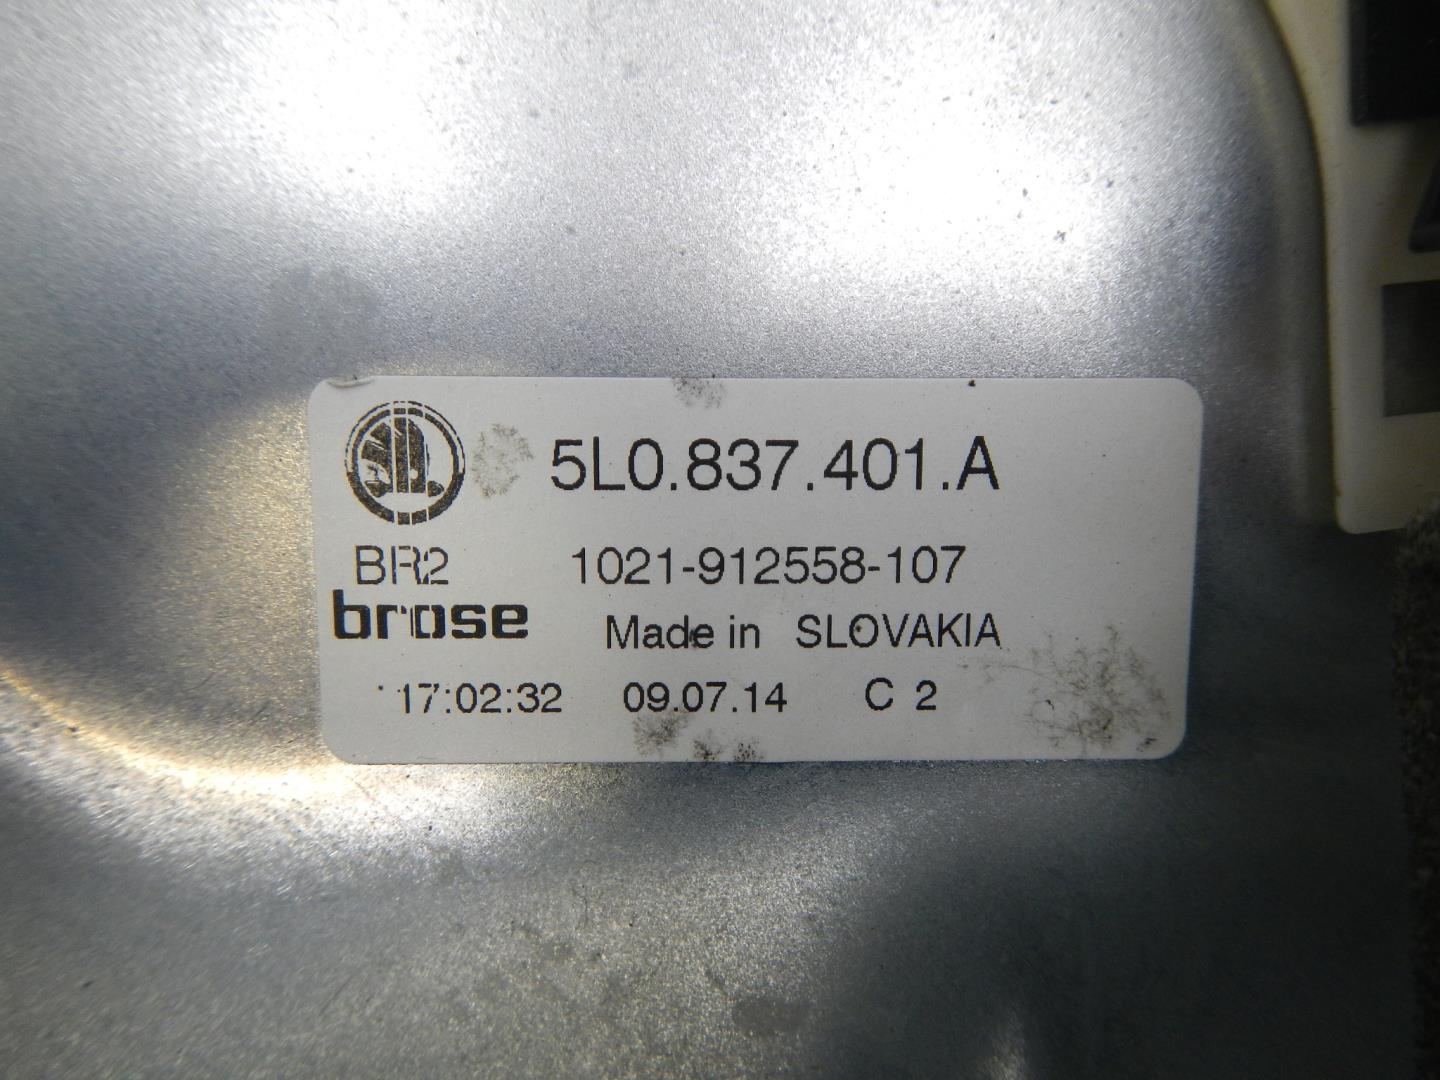 5L0.837.401.A
BR2 1021-912558-107
brose Made in SLOVAKIA
17:02:32 09.07.14 C 2